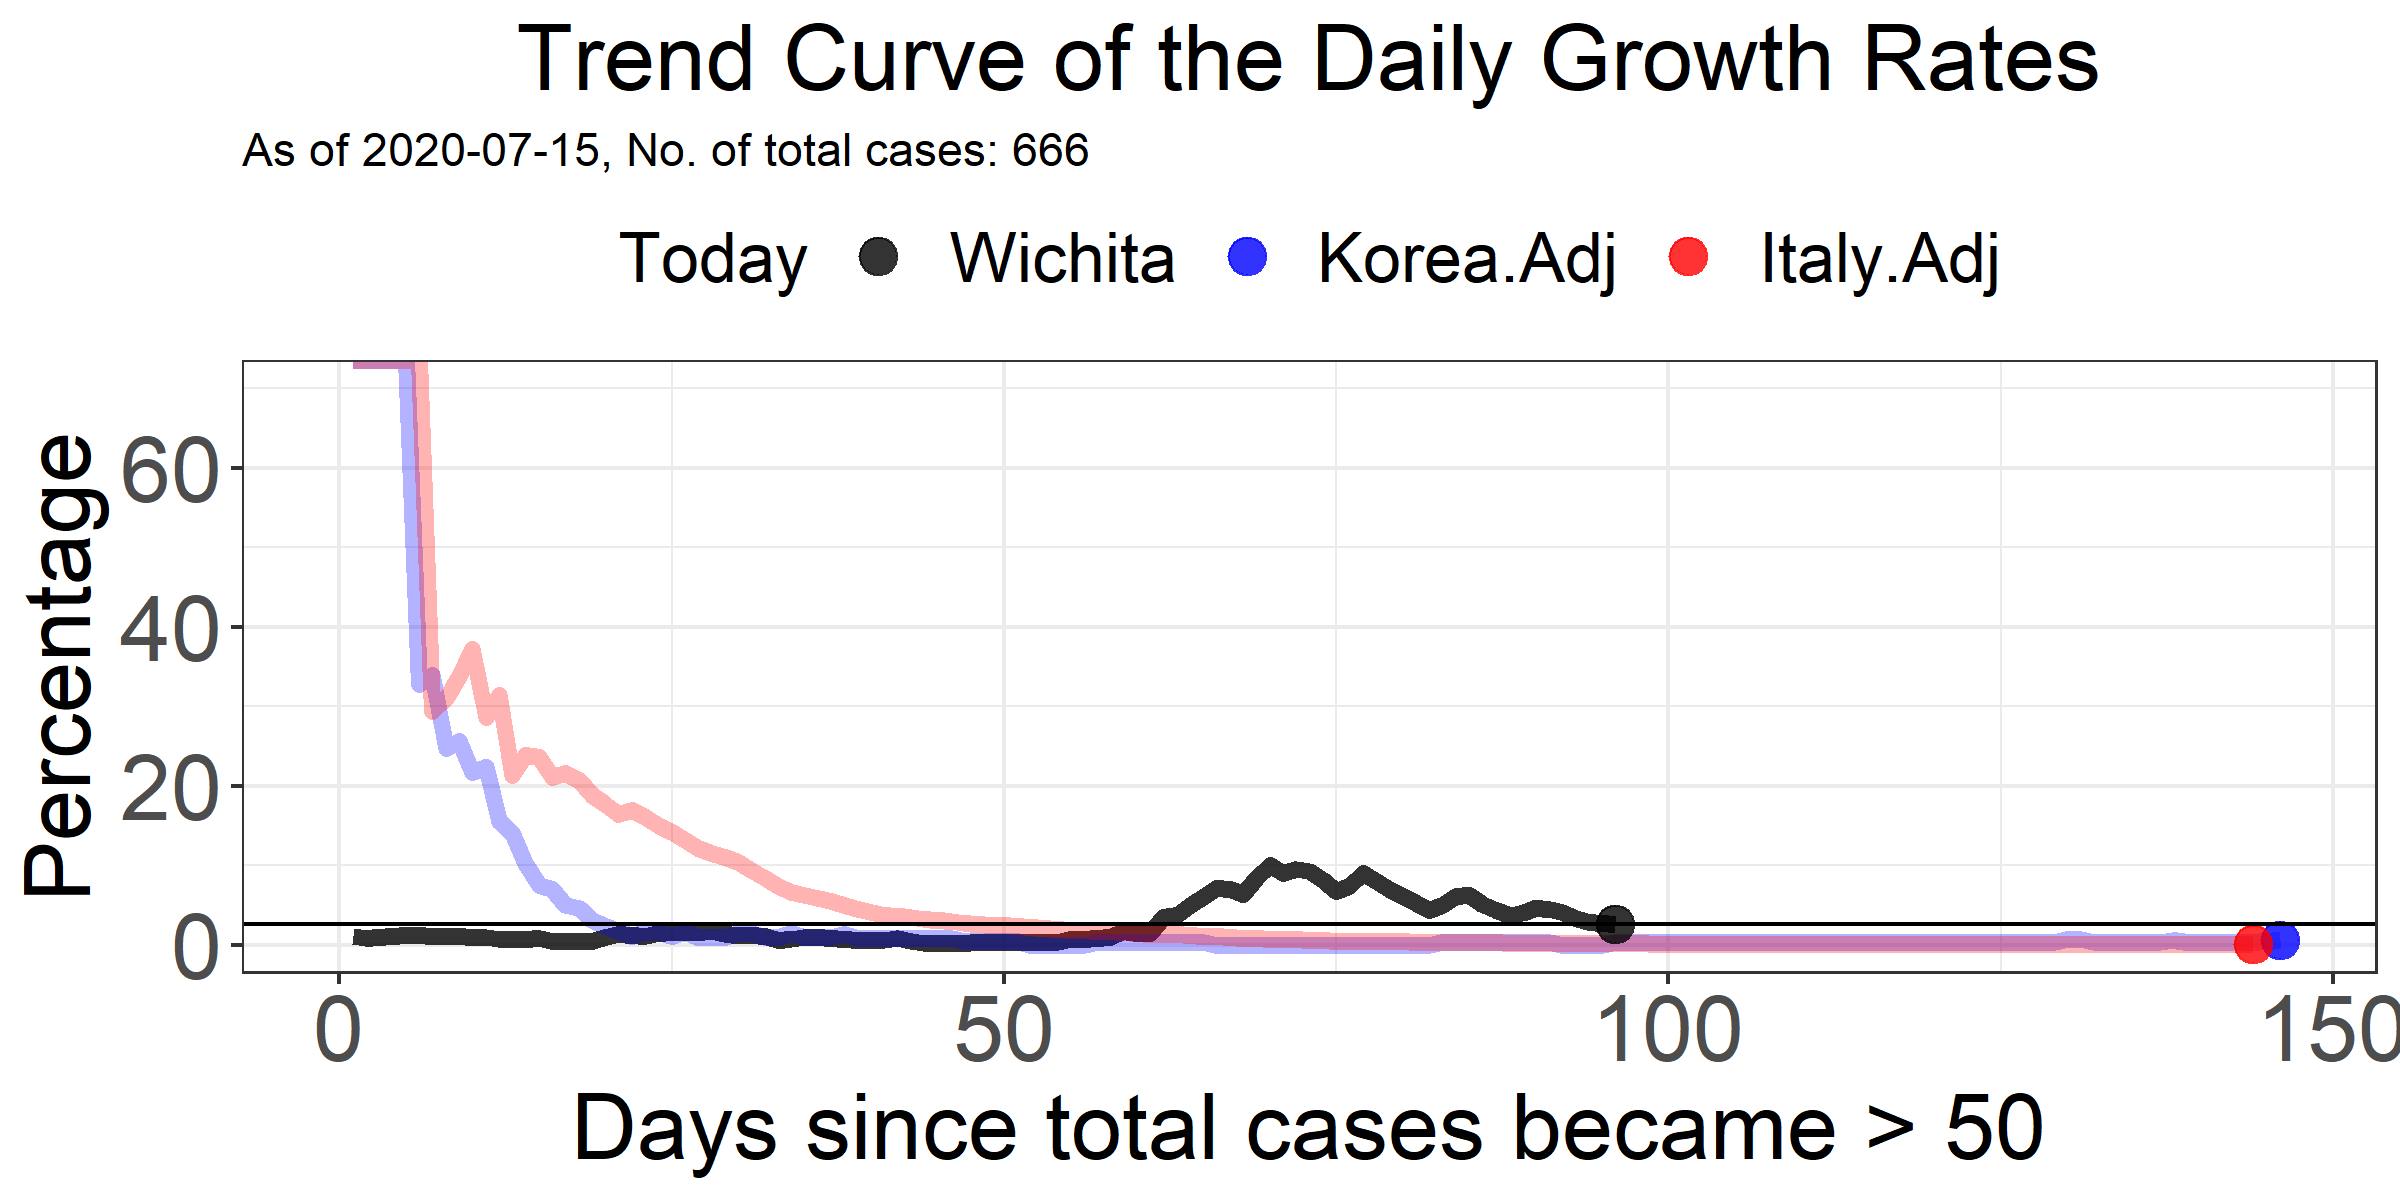 Trend Curve of the Daily Growth Rates
As of 2020-07-15, No. of total cases: 666
Today Wichita Korea.Adj Italy.Adj
Percentage
60
40
20
0
0 50 100 150
Days since total cases became > 50